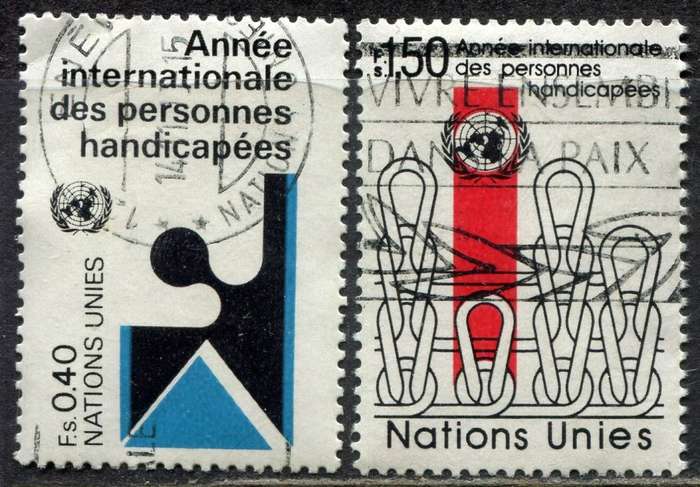 Année
internationale
des personnes
handicapées
F.s. 0.40
NATIONS UNIES
NATION
F.s. 1,50
Année internationale
des personnes
handicapées
VIVRE ENSEMBL
DANS LA PAIX
Nations Unies